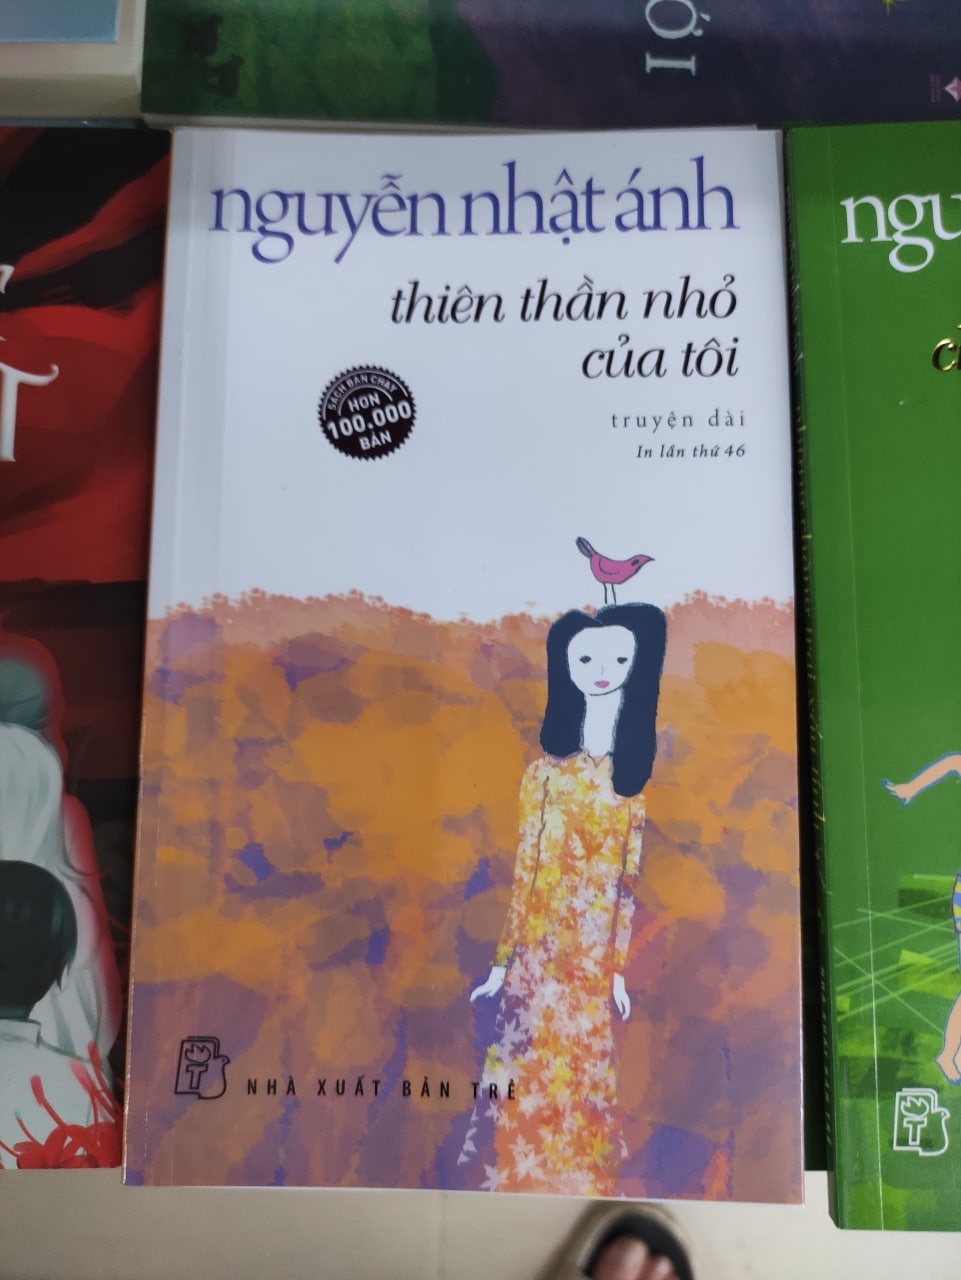 nguyễn nhật ánh
thiên thần nhỏ
của tôi
SÁCH BÁN CHẠY
HƠN
100.000
BẢN
truyện dài
In lần thứ 46
NHÀ XUẤT BẢN TRẺ
T
ngu
T